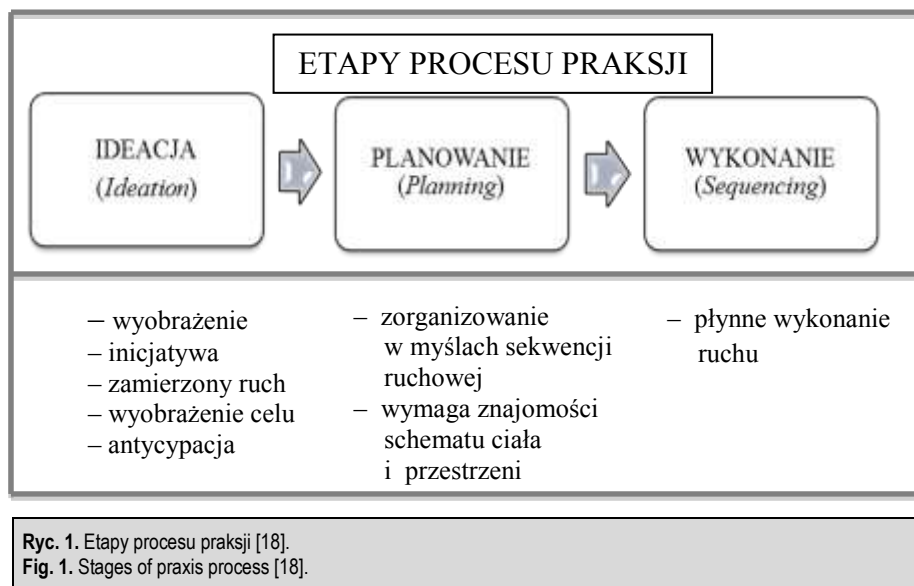 ETAPY PROCESU PRAKSJI
IDEACJA
(Ideation)
PLANOWANIE
(Planning)
WYKONANIE
(Sequencing)
– wyobrażenie
– inicjatywa
– zamierzony ruch
– wyobrażenie celu
– antycypacja
– zorganizowanie
w myślach sekwencji
ruchowej
– wymaga znajomości
schematu ciała
i przestrzeni
– płynne wykonanie
ruchu
Ryc. 1. Etapy procesu praksji [18].
Fig. 1. Stages of praxis process [18].